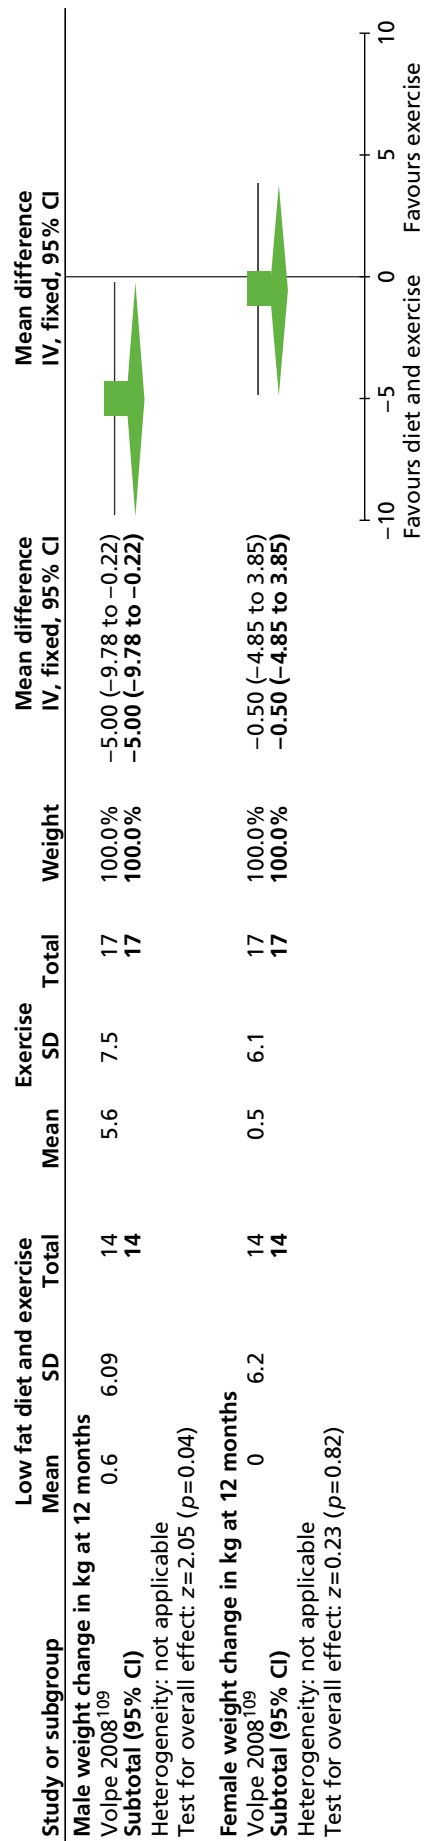 Low fat diet and exercise Exercise Mean difference Mean difference
Study or subgroup Mean SD Total Mean SD Total Weight IV, fixed, 95% CI IV, fixed, 95% CI
Male weight change in kg at 12 months
Volpe 2008109 0.6 6.09 14 5.6 7.5 17 100.0% −5.00 (−9.78 to −0.22)
Subtotal (95% CI) 14 17 100.0% −5.00 (−9.78 to −0.22)
Heterogeneity: not applicable
Test for overall effect: z=2.05 (p=0.04)
Female weight change in kg at 12 months
Volpe 2008109 0 6.2 14 0.5 6.1 17 100.0% −0.50 (−4.85 to 3.85)
Subtotal (95% CI) 14 17 100.0% −0.50 (−4.85 to 3.85)
Heterogeneity: not applicable
Test for overall effect: z=0.23 (p=0.82)
−10 −5 0 5 10
Favours diet and exercise Favours exercise